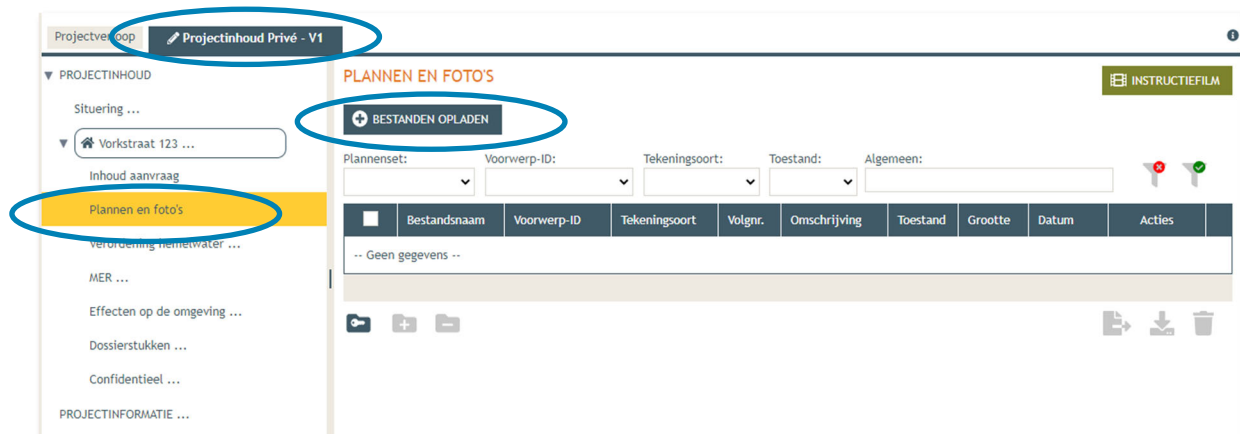 Projectverloop Projectinhoud Privé - V1
PROJECTINHOUD
Situering ...
Vorkstraat 123 ...
Inhoud aanvraag
Plannen en foto's
Verordening hemelwater ...
MER ...
Effecten op de omgeving ...
Dossierstukken ...
Confidentieel ...
PROJECTINFORMATIE ...
PLANNEN EN FOTO'S
INSTRUCTIEFILM
BESTANDEN OPLADEN
Plannenset: Voorwerp-ID: Tekeningsoort: Toestand: Algemeen:
Bestandsnaam Voorwerp-ID Tekeningsoort Volgnr. Omschrijving Toestand Grootte Datum Acties
-- Geen gegevens --